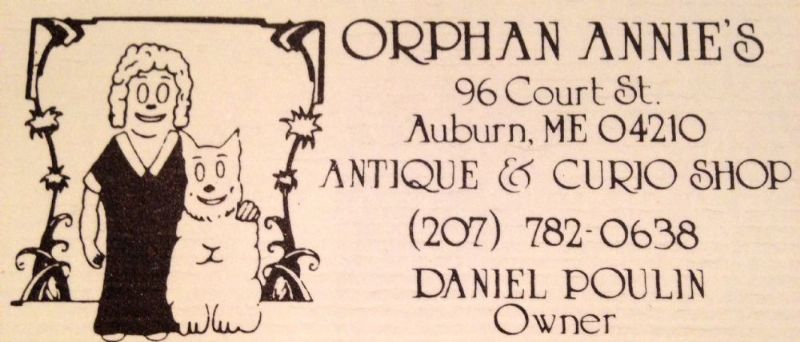 ORPHAN ANNIE'S
96 Court St.
Auburn, ME 04210
ANTIQUE & CURIO SHOP
(207) 782-0638
DANIEL POULIN
Owner